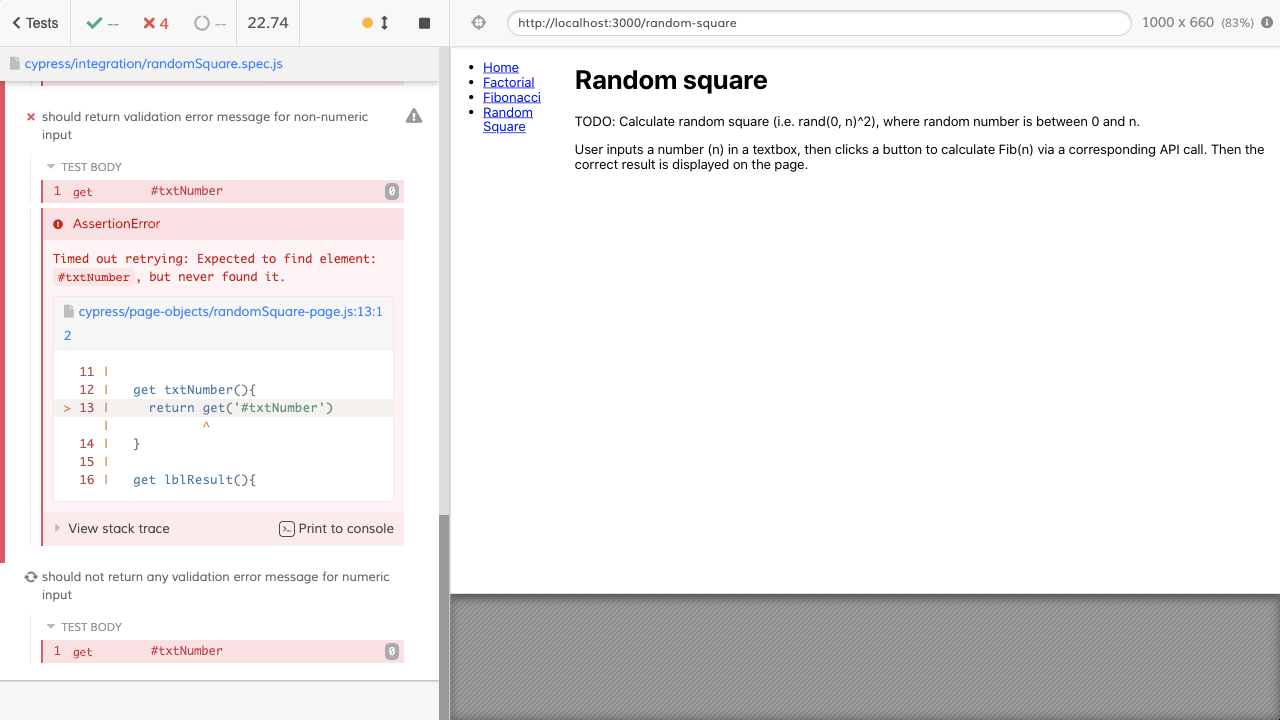 Tests
--
4
--
22.74
http://localhost:3000/random-square
1000 x 660 (83%)
cypress/integration/randomSquare.spec.js
should return validation error message for non-numeric
input
TEST BODY
1 get #txtNumber 0
AssertionError
Timed out retrying: Expected to find element:
#txtNumber, but never found it.
cypress/page-objects/randomSquare-page.js:13:1
2
11 |
12 | get txtNumber(){
> 13 | return get('#txtNumber')
| ^
14 | }
15 |
16 | get lblResult(){
View stack trace
Print to console
should not return any validation error message for numeric
input
TEST BODY
1 get #txtNumber 0
Home
Factorial
Fibonacci
Random
Square
Random square
TODO: Calculate random square (i.e. rand(0, n)^2), where random number is between 0 and n.
User inputs a number (n) in a textbox, then clicks a button to calculate Fib(n) via a corresponding API call. Then the
correct result is displayed on the page.